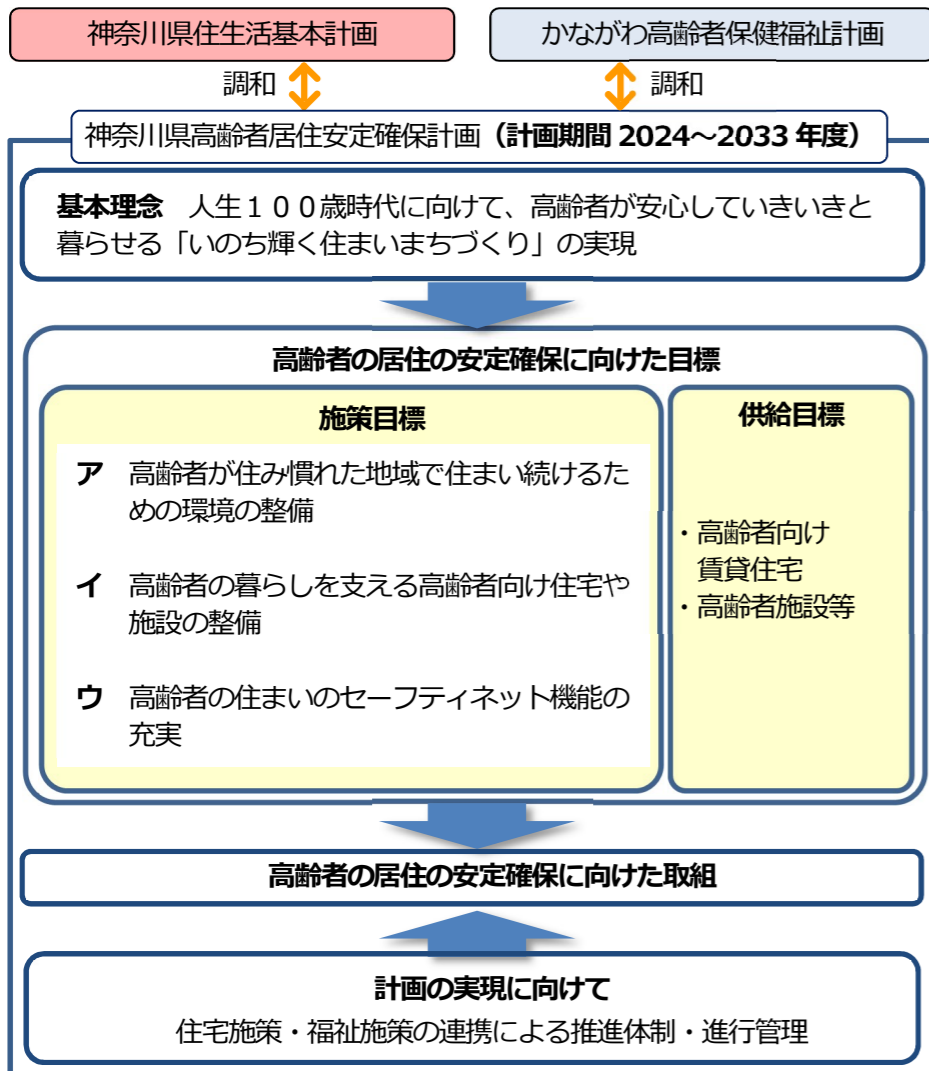 神奈川県住生活基本計画
かながわ高齢者保健福祉計画
調和
調和
神奈川県高齢者居住安定確保計画（計画期間 2024～2033 年度）
基本理念　人生１００歳時代に向けて、高齢者が安心していきいきと
暮らせる「いのち輝く住まいまちづくり」の実現
高齢者の居住の安定確保に向けた目標
施策目標
ア　高齢者が住み慣れた地域で住まい続けるた
めの環境の整備
イ　高齢者の暮らしを支える高齢者向け住宅や
施設の整備
ウ　高齢者の住まいのセーフティネット機能の
充実
供給目標
・高齢者向け
賃貸住宅
・高齢者施設等
高齢者の居住の安定確保に向けた取組
計画の実現に向けて
住宅施策・福祉施策の連携による推進体制・進行管理